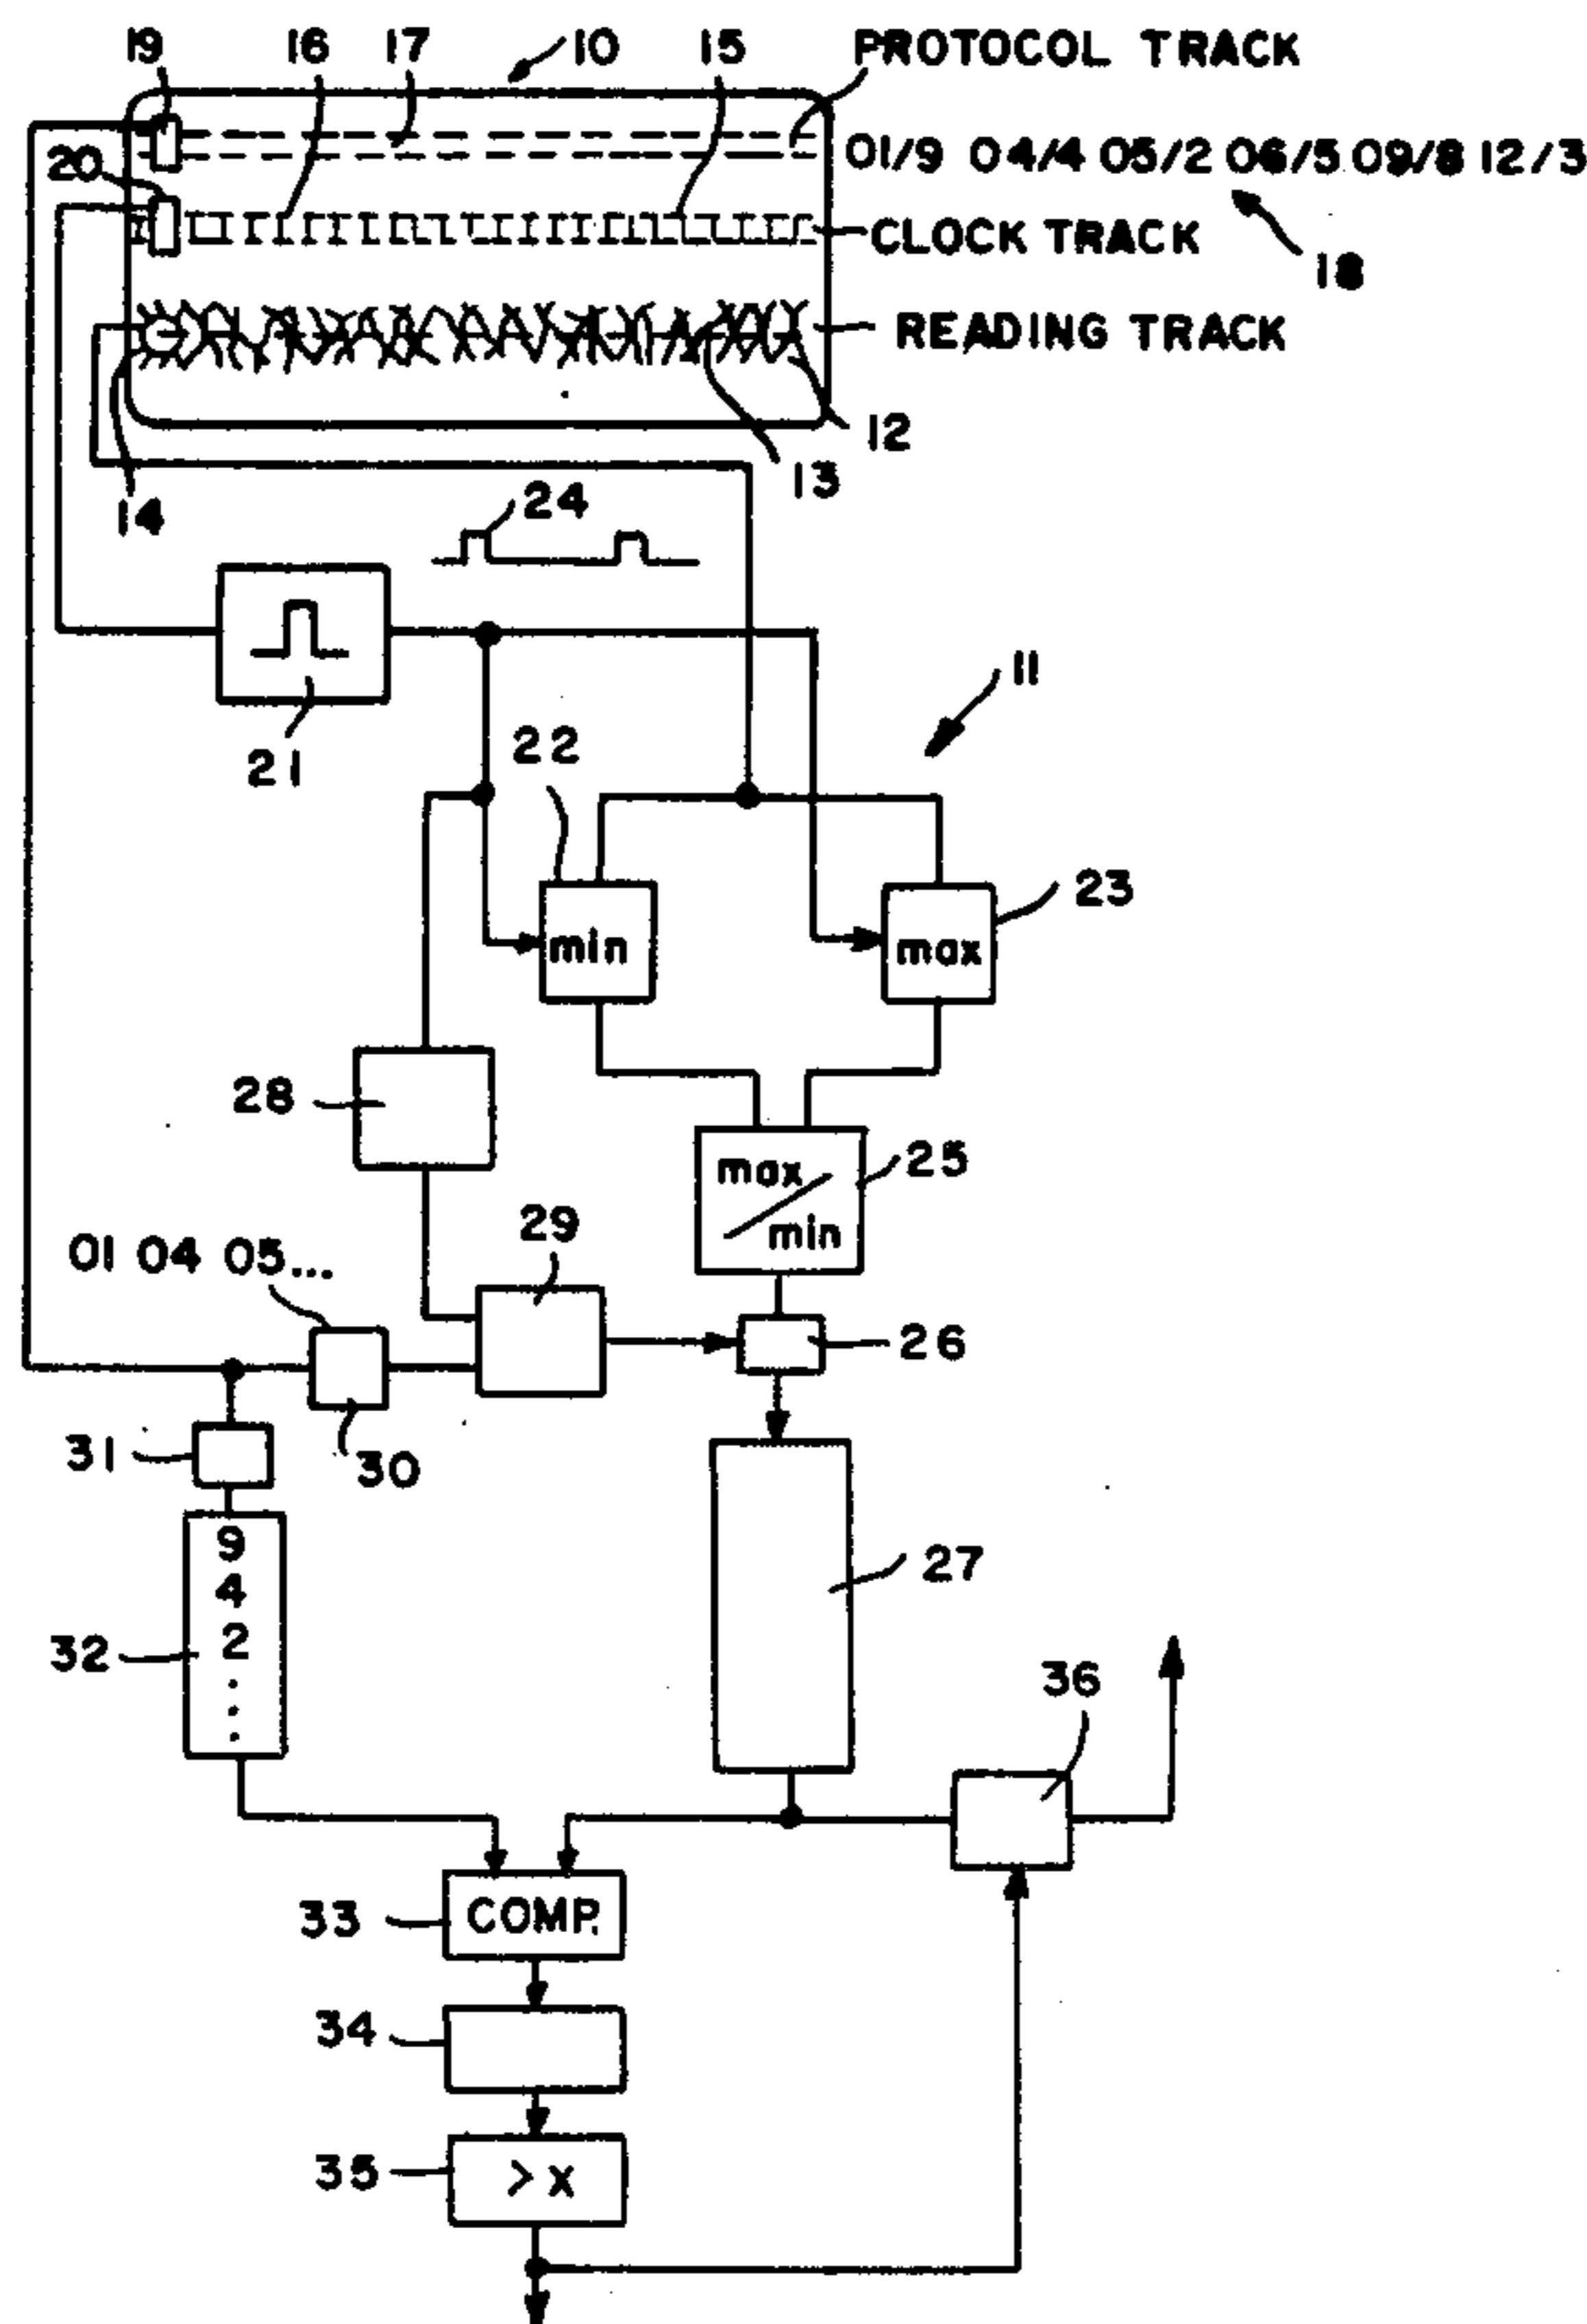 19 16 17 10 15 PROTOCOL TRACK
20 01/9 04/4 05/2 06/5 09/8 12/3
CLOCK TRACK
18
READING TRACK
12
13
14
24
11
21
22
23
min
max
28
25
max/min
29
01 04 05...
26
31
30
9
4
2
.
.
.
27
32
36
33
COMP.
34
35
> x